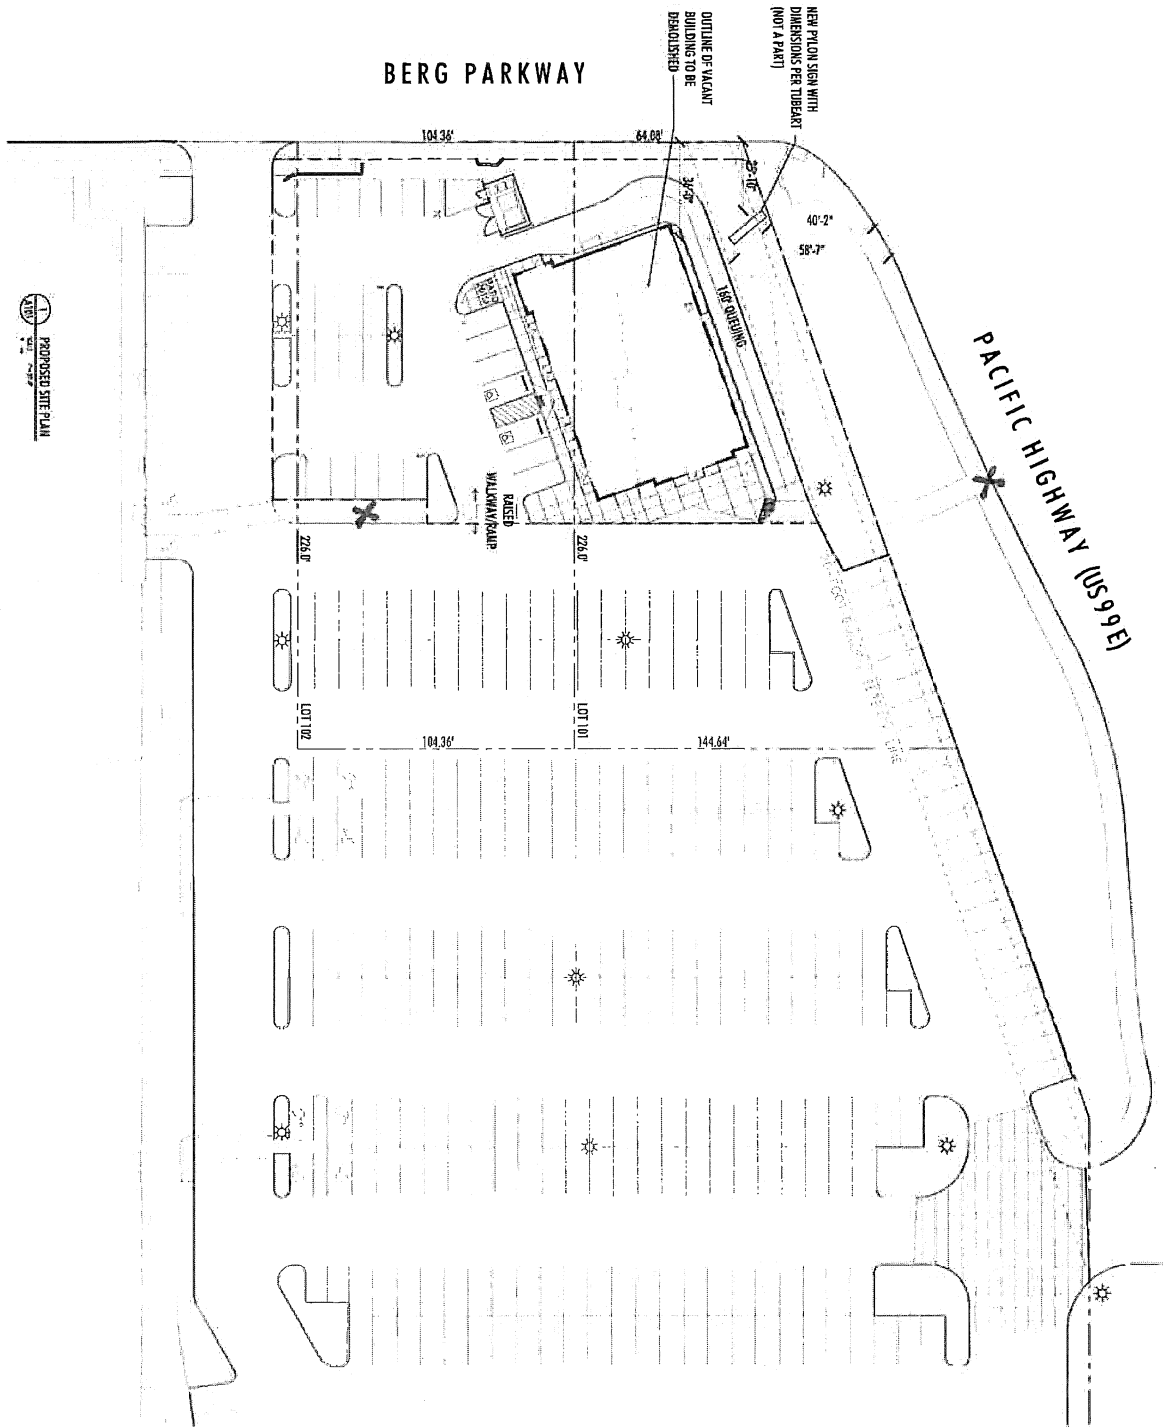 BERG PARKWAY
OUTLINE OF VACANT
BUILDING TO BE
DEMOLISHED
NEW PYLON SIGN WITH
DIMENSIONS PER TUBEART
(NOT A PART)
104.36'
64.08'
40'-2"
58'-7"
180' QUEUING
PACIFIC HIGHWAY (US99E)
1
PROPOSED SITE PLAN
RAISED
WALKWAY/RAMP
226.0'
226.0'
LOT 102
LOT 101
104.36'
144.64'